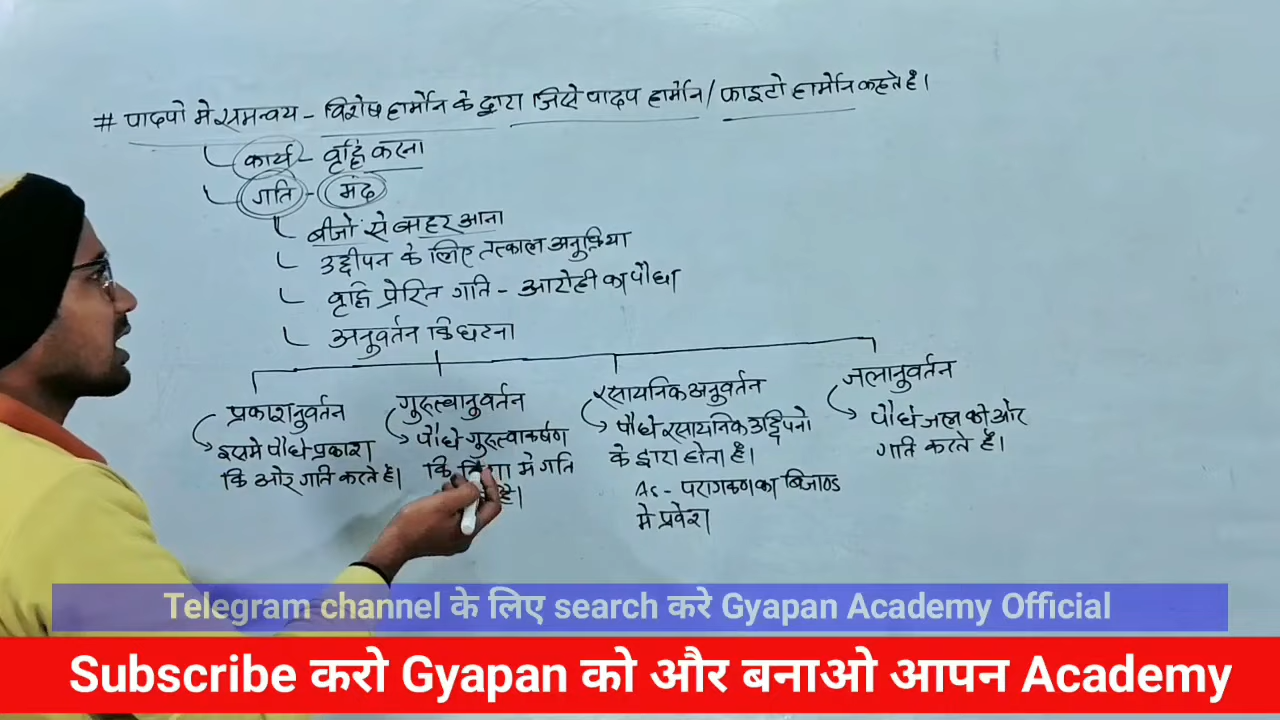 # पादपो मे समन्वय - विशेष हार्मोन के द्वारा जिसे पादप हार्मोन / फाइटो हार्मोन कहते है।
कार्य - वृद्धि करना
गति - मंद
बीजों से बाहर आना
उद्दीपन के लिए तत्काल अनुक्रिया
वृद्धि प्रेरित गति - आरोही का पौधा
अनुवर्तन कि घटना
प्रकाशनुवर्तन
इसमे पौधे प्रकाश
कि ओर गति करते है।
गुरुत्वानुवर्तन
पौधे गुरुत्वाकर्षण
कि मे गति
है।
रसायनिक अनुवर्तन
पौधे रसायनिक उद्दिपनो
के द्वारा होता है।
As - परागकण का बिजाण्ड
मे प्रवेश
जलानुवर्तन
पौधे जल की ओर
गति करते है।
Telegram channel के लिए search करे Gyapan Academy Official
Subscribe करो Gyapan को और बनाओ आपन Academy